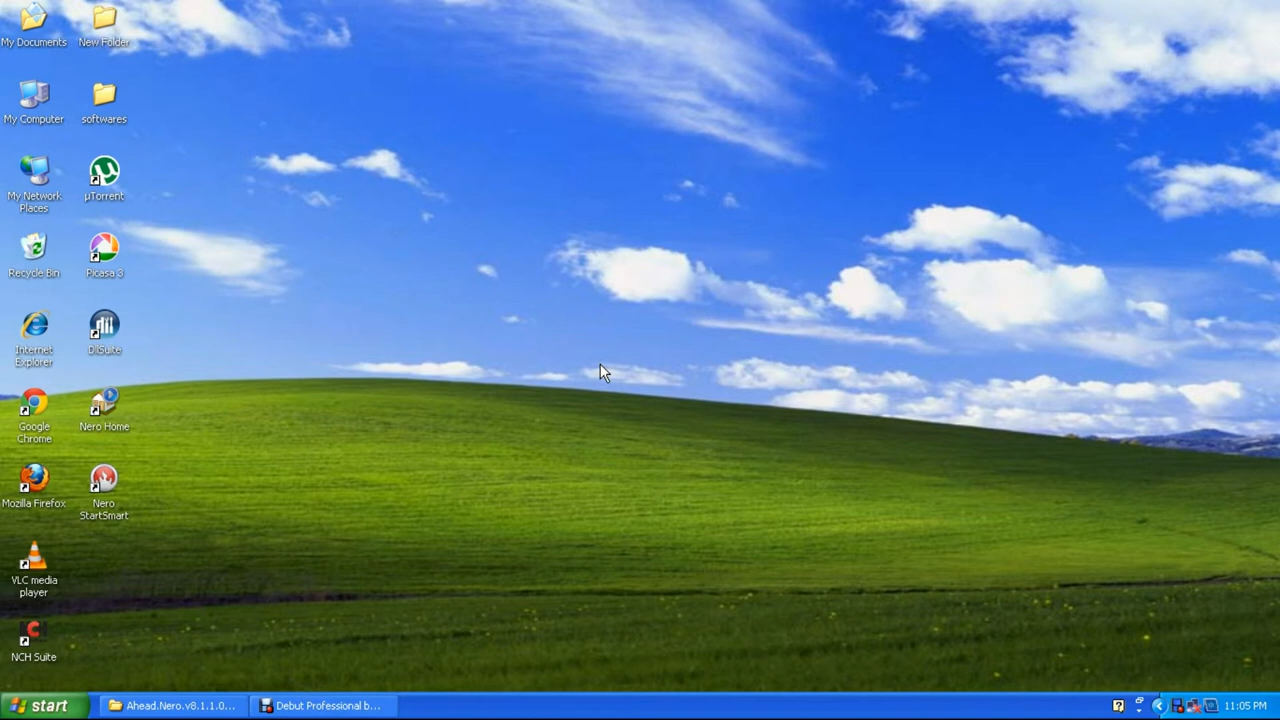 My Documents
New Folder
My Computer
softwares
My Network
Places
µTorrent
Recycle Bin
Picasa 3
Internet
Explorer
DlSuite
Google
Chrome
Nero Home
Mozilla Firefox
Nero
StartSmart
VLC media
player
NCH Suite
start
Ahead.Nero.v8.1.1.0...
Debut Professional b...
11:05 PM